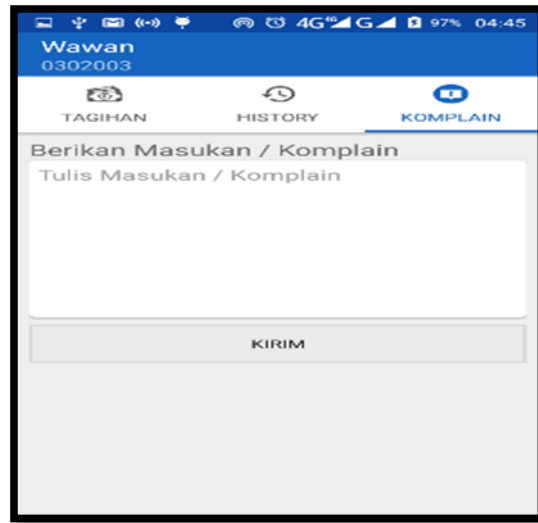 4G 4G G 97% 04:45
Wawan
0302003
TAGIHAN HISTORY KOMPLAIN
Berikan Masukan / Komplain
Tulis Masukan / Komplain
KIRIM